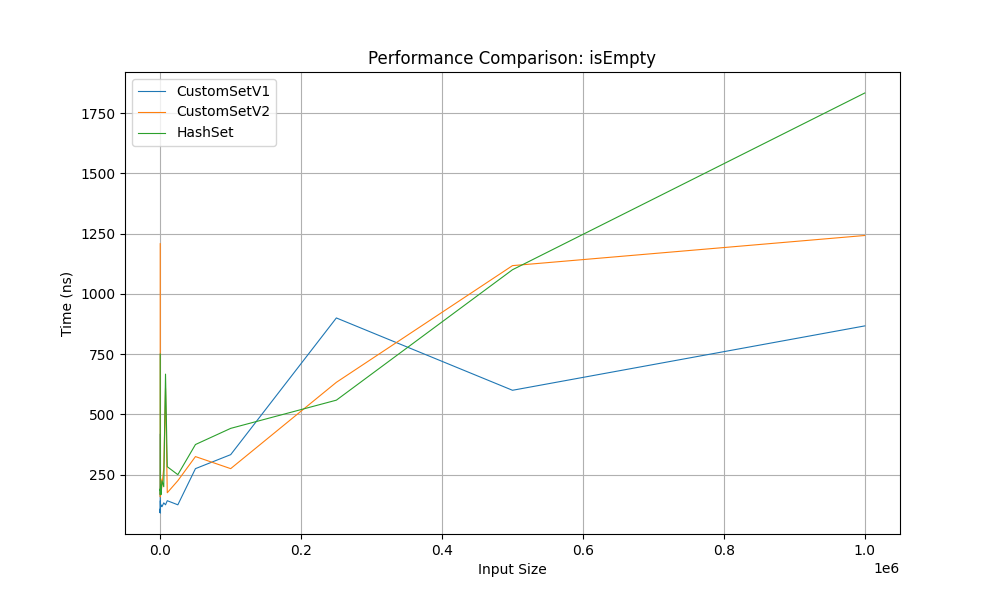 Performance Comparison: isEmpty
CustomSetV1
CustomSetV2
HashSet
Time (ns)
1750
1500
1250
1000
750
500
250
0.0
0.2
0.4
0.6
0.8
1.0
1e6
Input Size